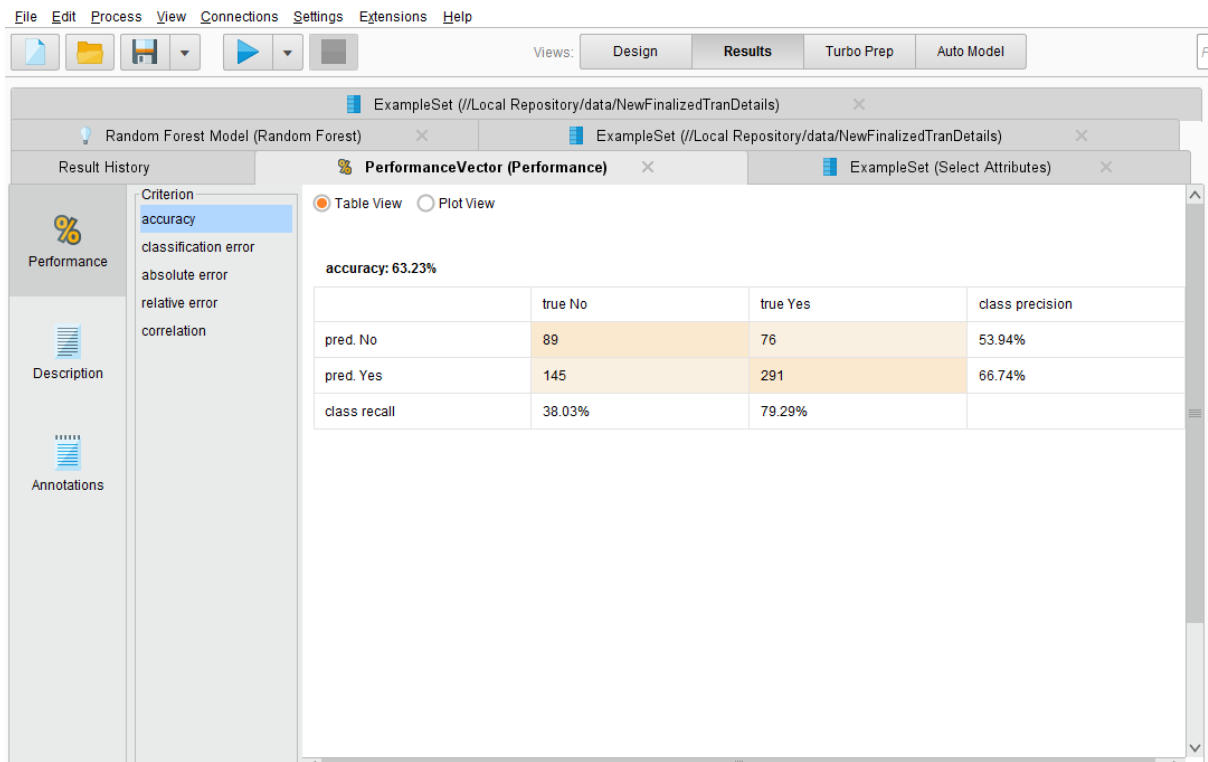 File Edit Process View Connections Settings Extensions Help
Views: Design Results Turbo Prep Auto Model
ExampleSet (//Local Repository/data/NewFinalizedTranDetails)
Random Forest Model (Random Forest) ExampleSet (//Local Repository/data/NewFinalizedTranDetails)
Result History PerformanceVector (Performance) ExampleSet (Select Attributes)
Performance
Description
Annotations
Criterion
accuracy
classification error
absolute error
relative error
correlation
Table View Plot View
accuracy: 63.23%
true No true Yes class precision
pred. No 89 76 53.94%
pred. Yes 145 291 66.74%
class recall 38.03% 79.29%